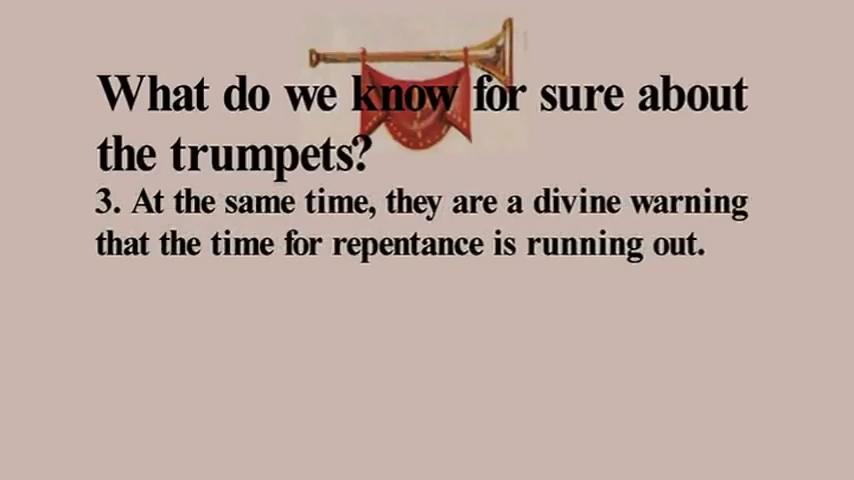 What do we know for sure about
the trumpets?
3. At the same time, they are a divine warning
that the time for repentance is running out.